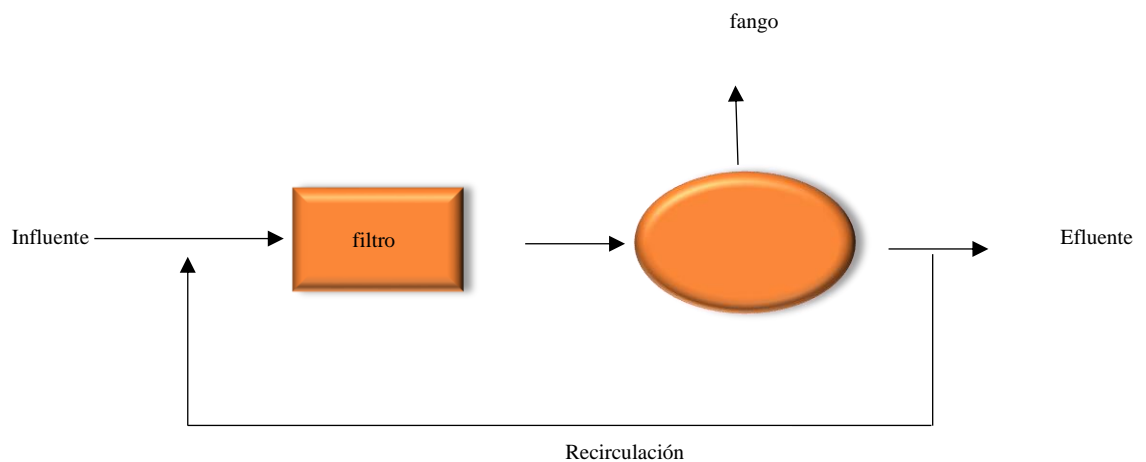 fango
Influente
filtro
Efluente
Recirculación